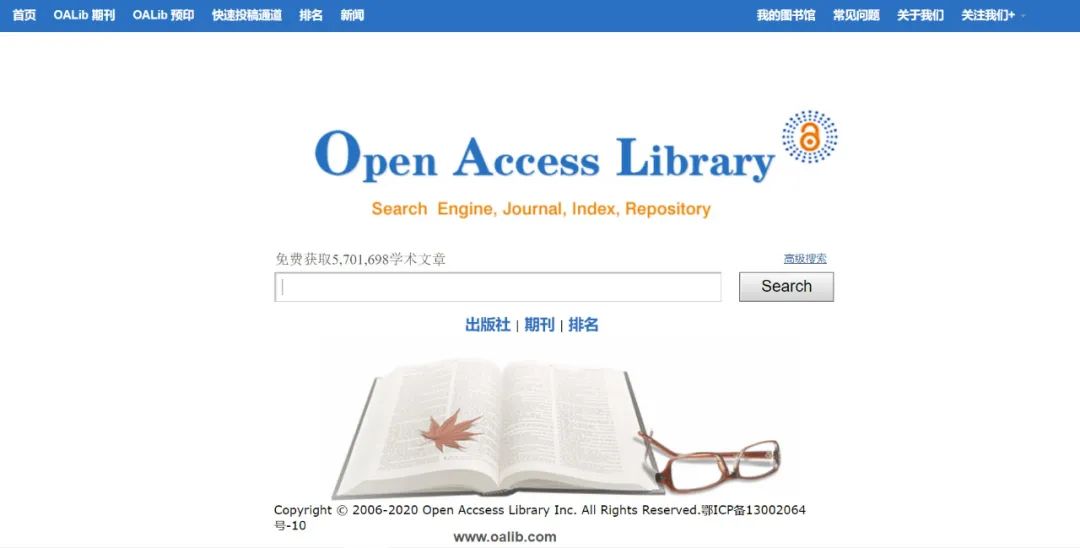 首页 OALib 期刊 OALib 预印 快速投稿通道 排名 新闻 我的图书馆 常见问题 关于我们 关注我们+
Open Access Library
Search Engine, Journal, Index, Repository
免费获取5,701,698学术文章 高级搜索
Search
出版社 | 期刊 | 排名
Copyright © 2006-2020 Open Accsess Library Inc. All Rights Reserved.鄂ICP备13002064
号-10
www.oalib.com